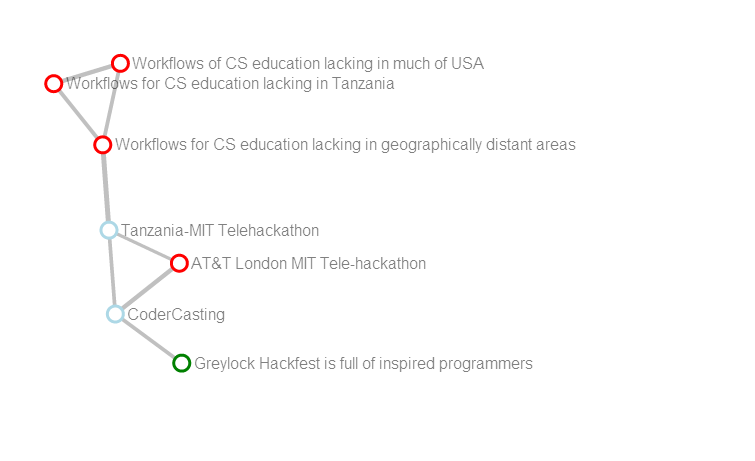 Workflows of CS education lacking in much of USA
Workflows for CS education lacking in Tanzania
Workflows for CS education lacking in geographically distant areas
Tanzania-MIT Telehackathon
AT&T London MIT Tele-hackathon
CoderCasting
Greylock Hackfest is full of inspired programmers